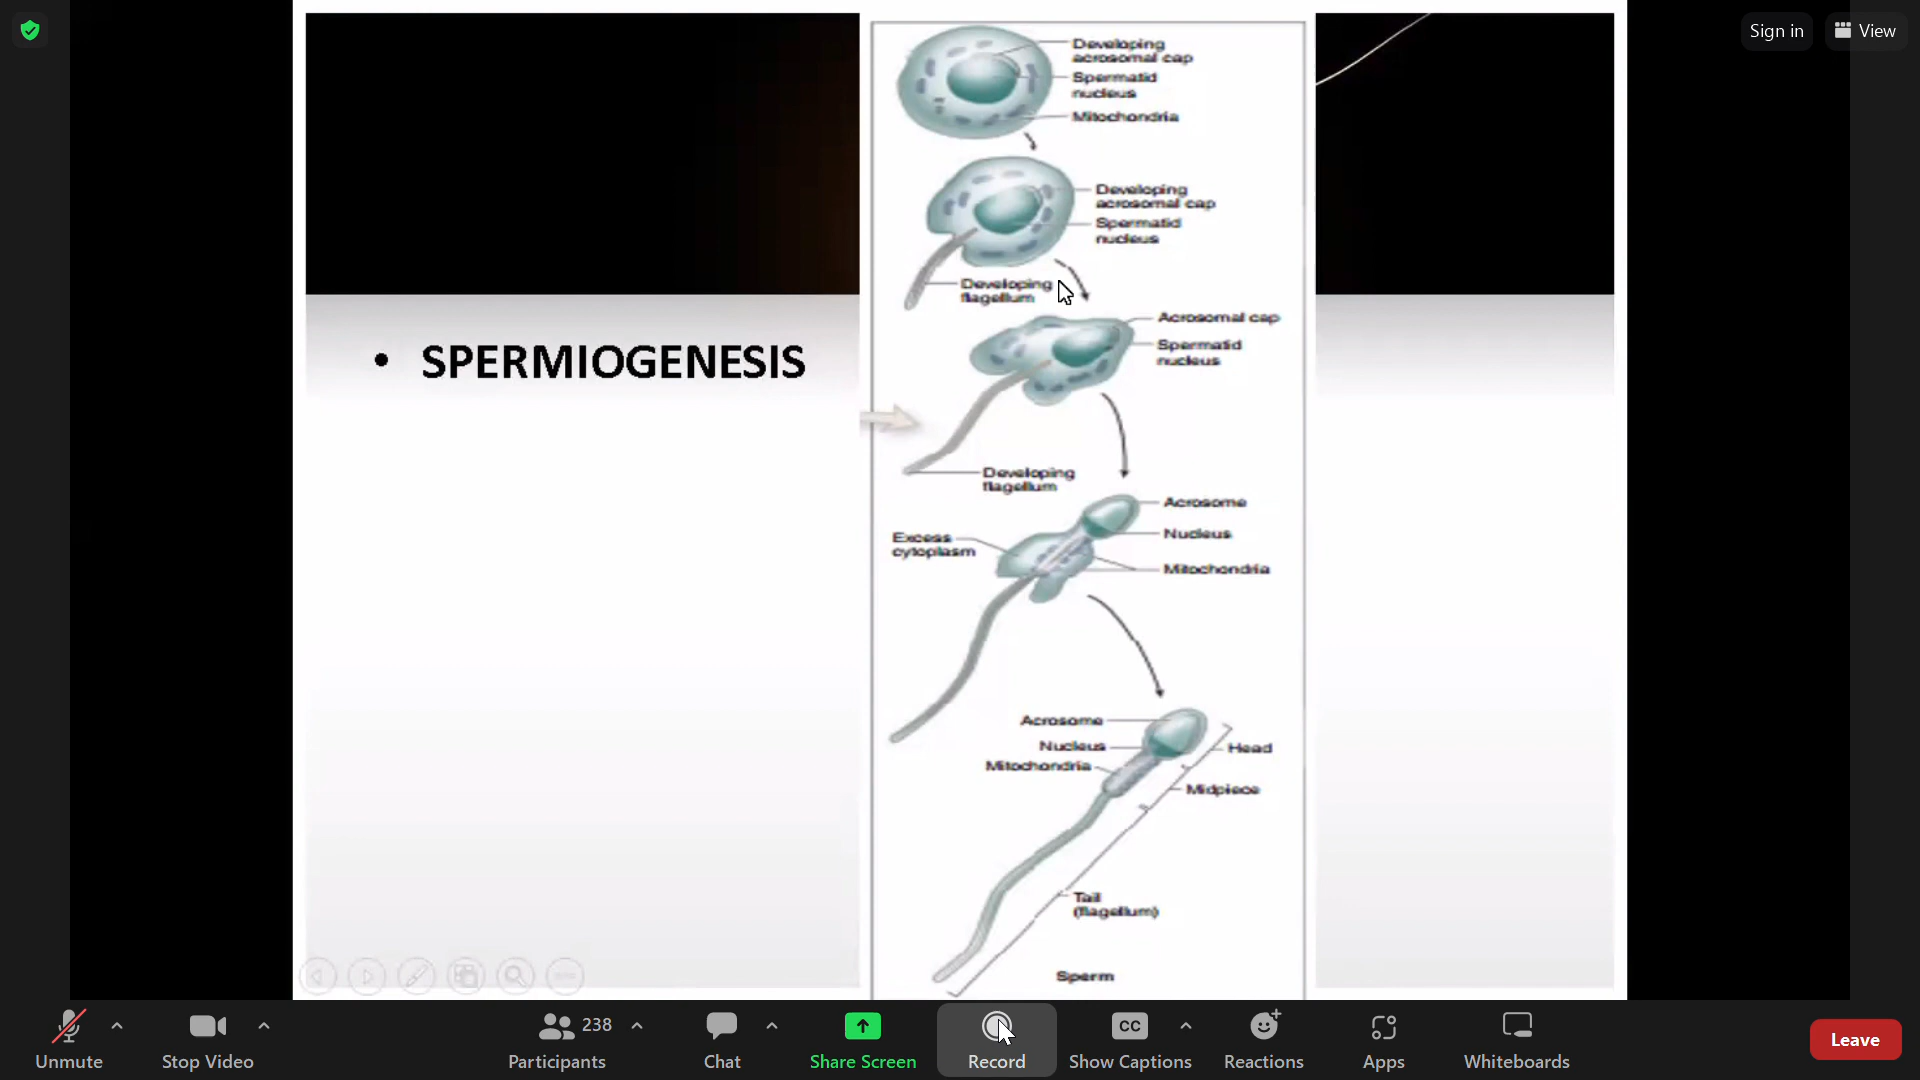 Sign in
View
Developing
acrosomal cap
Spermatid
nucleus
Mitochondria
Developing
acrosomal cap
Spermatid
nucleus
Developing
flagellum
Acrosomal cap
Spermatid
nucleus
• SPERMIOGENESIS
Developing
flagellum
Acrosome
Nucleus
Excess
cytoplasm
Mitochondria
Acrosome
Nucleus
Head
Mitochondria
Midpiece
Tail
(flagellum)
Sperm
Unmute
Stop Video
238
Participants
Chat
Share Screen
Record
CC
Show Captions
Reactions
Apps
Whiteboards
Leave